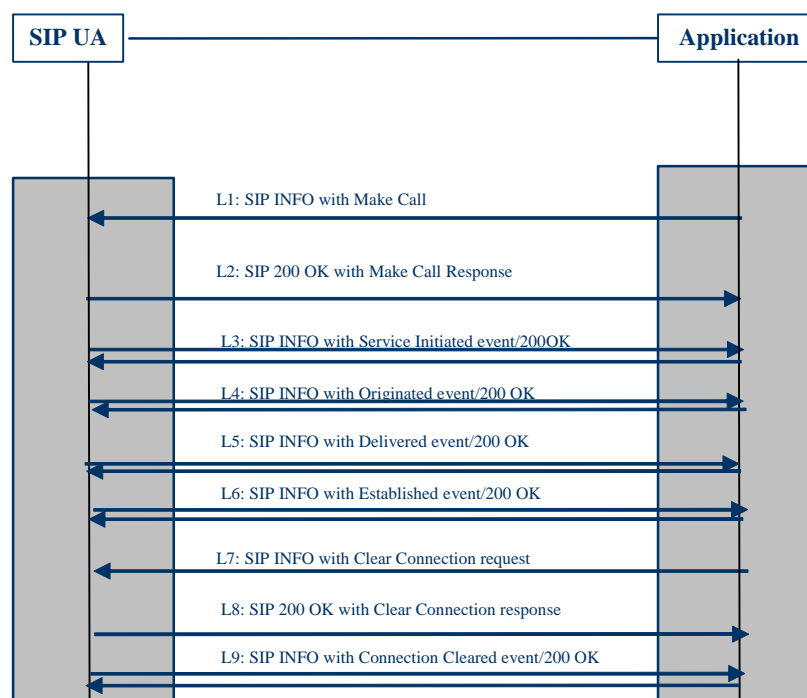 SIP UA
Application
L1: SIP INFO with Make Call
L2: SIP 200 OK with Make Call Response
L3: SIP INFO with Service Initiated event/200OK
L4: SIP INFO with Originated event/200 OK
L5: SIP INFO with Delivered event/200 OK
L6: SIP INFO with Established event/200 OK
L7: SIP INFO with Clear Connection request
L8: SIP 200 OK with Clear Connection response
L9: SIP INFO with Connection Cleared event/200 OK